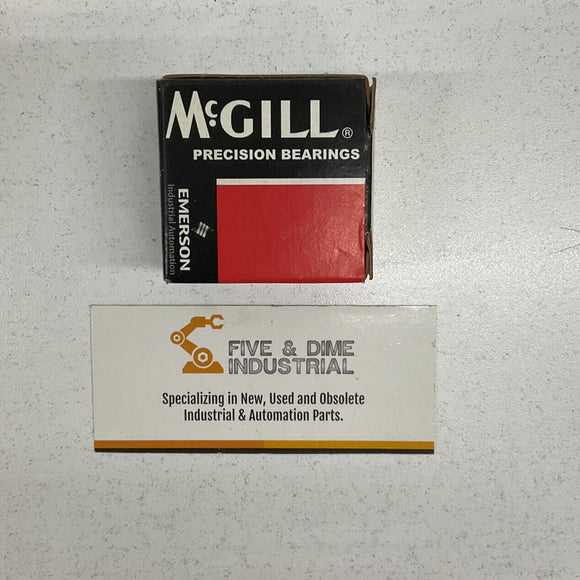 McGILL®
PRECISION BEARINGS
EMERSON
Industrial Automation
FIVE & DIME
INDUSTRIAL
Specializing in New, Used and Obsolete
Industrial & Automation Parts.